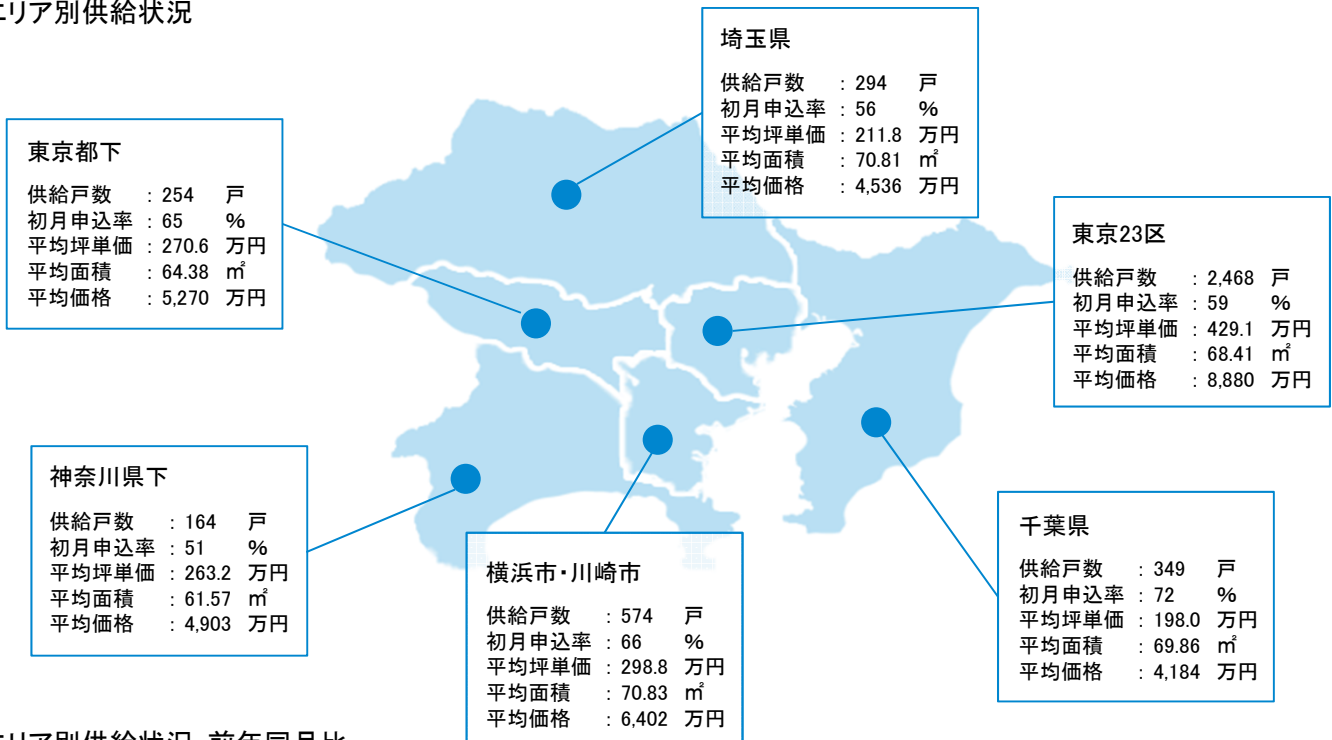 エリア別供給状況
埼玉県
供給戸数 : 294 戸
初月申込率 : 56 %
平均坪単価 : 211.8 万円
平均面積 : 70.81 ㎡
平均価格 : 4,536 万円
東京都下
供給戸数 : 254 戸
初月申込率 : 65 %
平均坪単価 : 270.6 万円
平均面積 : 64.38 ㎡
平均価格 : 5,270 万円
東京23区
供給戸数 : 2,468 戸
初月申込率 : 59 %
平均坪単価 : 429.1 万円
平均面積 : 68.41 ㎡
平均価格 : 8,880 万円
神奈川県下
供給戸数 : 164 戸
初月申込率 : 51 %
平均坪単価 : 263.2 万円
平均面積 : 61.57 ㎡
平均価格 : 4,903 万円
横浜市・川崎市
供給戸数 : 574 戸
初月申込率 : 66 %
平均坪単価 : 298.8 万円
平均面積 : 70.83 ㎡
平均価格 : 6,402 万円
千葉県
供給戸数 : 349 戸
初月申込率 : 72 %
平均坪単価 : 198.0 万円
平均面積 : 69.86 ㎡
平均価格 : 4,184 万円
エリア別供給状況 前年同月比